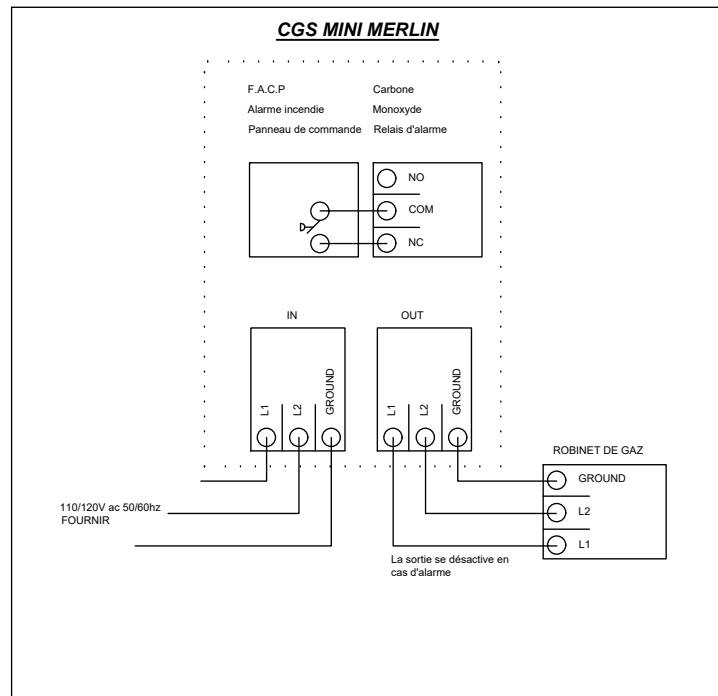 CGS MINI MERLIN
F.A.C.P
Alarme incendie
Panneau de commande
Carbone
Monoxyde
Relais d'alarme
NO
COM
NC
IN
OUT
L1
L2
GROUND
L1
L2
GROUND
ROBINET DE GAZ
GROUND
L2
L1
110/120V ac 50/60hz
FOURNIR
La sortie se désactive en
cas d'alarme